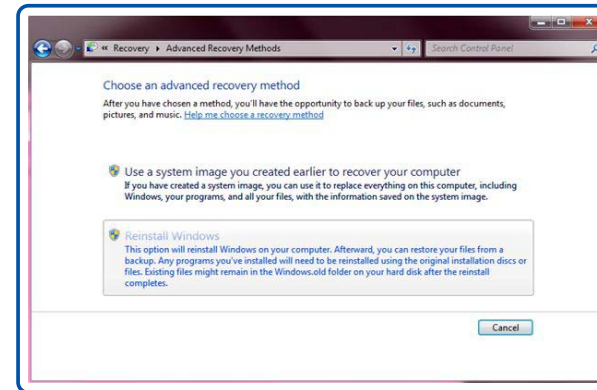 « Recovery ▸ Advanced Recovery Methods
Search Control Panel
Choose an advanced recovery method
After you have chosen a method, you'll have the opportunity to back up your files, such as documents,
pictures, and music. Help me choose a recovery method
Use a system image you created earlier to recover your computer
If you have created a system image, you can use it to replace everything on this computer, including
Windows, your programs, and all your files, with the information saved on the system image.
Reinstall Windows
This option will reinstall Windows on your computer. Afterward, you can restore your files from a
backup. Any programs you've installed will need to be reinstalled using the original installation discs or
files. Existing files might remain in the Windows.old folder on your hard disk after the reinstall
completes.
Cancel